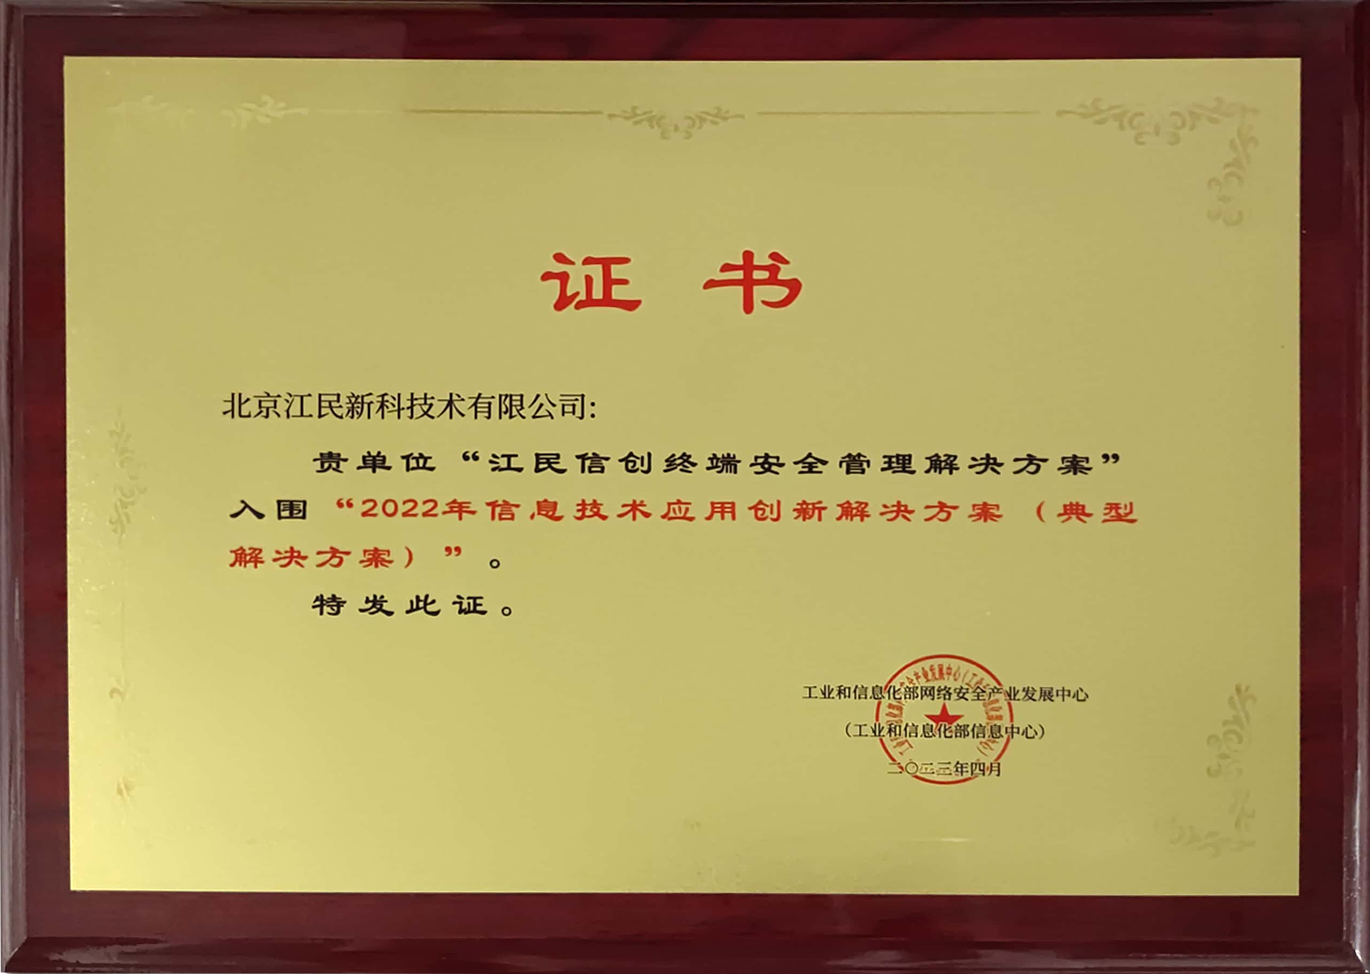 证书
北京江民新科技术有限公司:
贵单位“江民信创终端安全管理解决方案”
入围“2022年信息技术应用创新解决方案（典型
解决方案）”。
特发此证。
工业和信息化部网络安全产业发展中心
（工业和信息化部信息中心）
二〇二三年四月